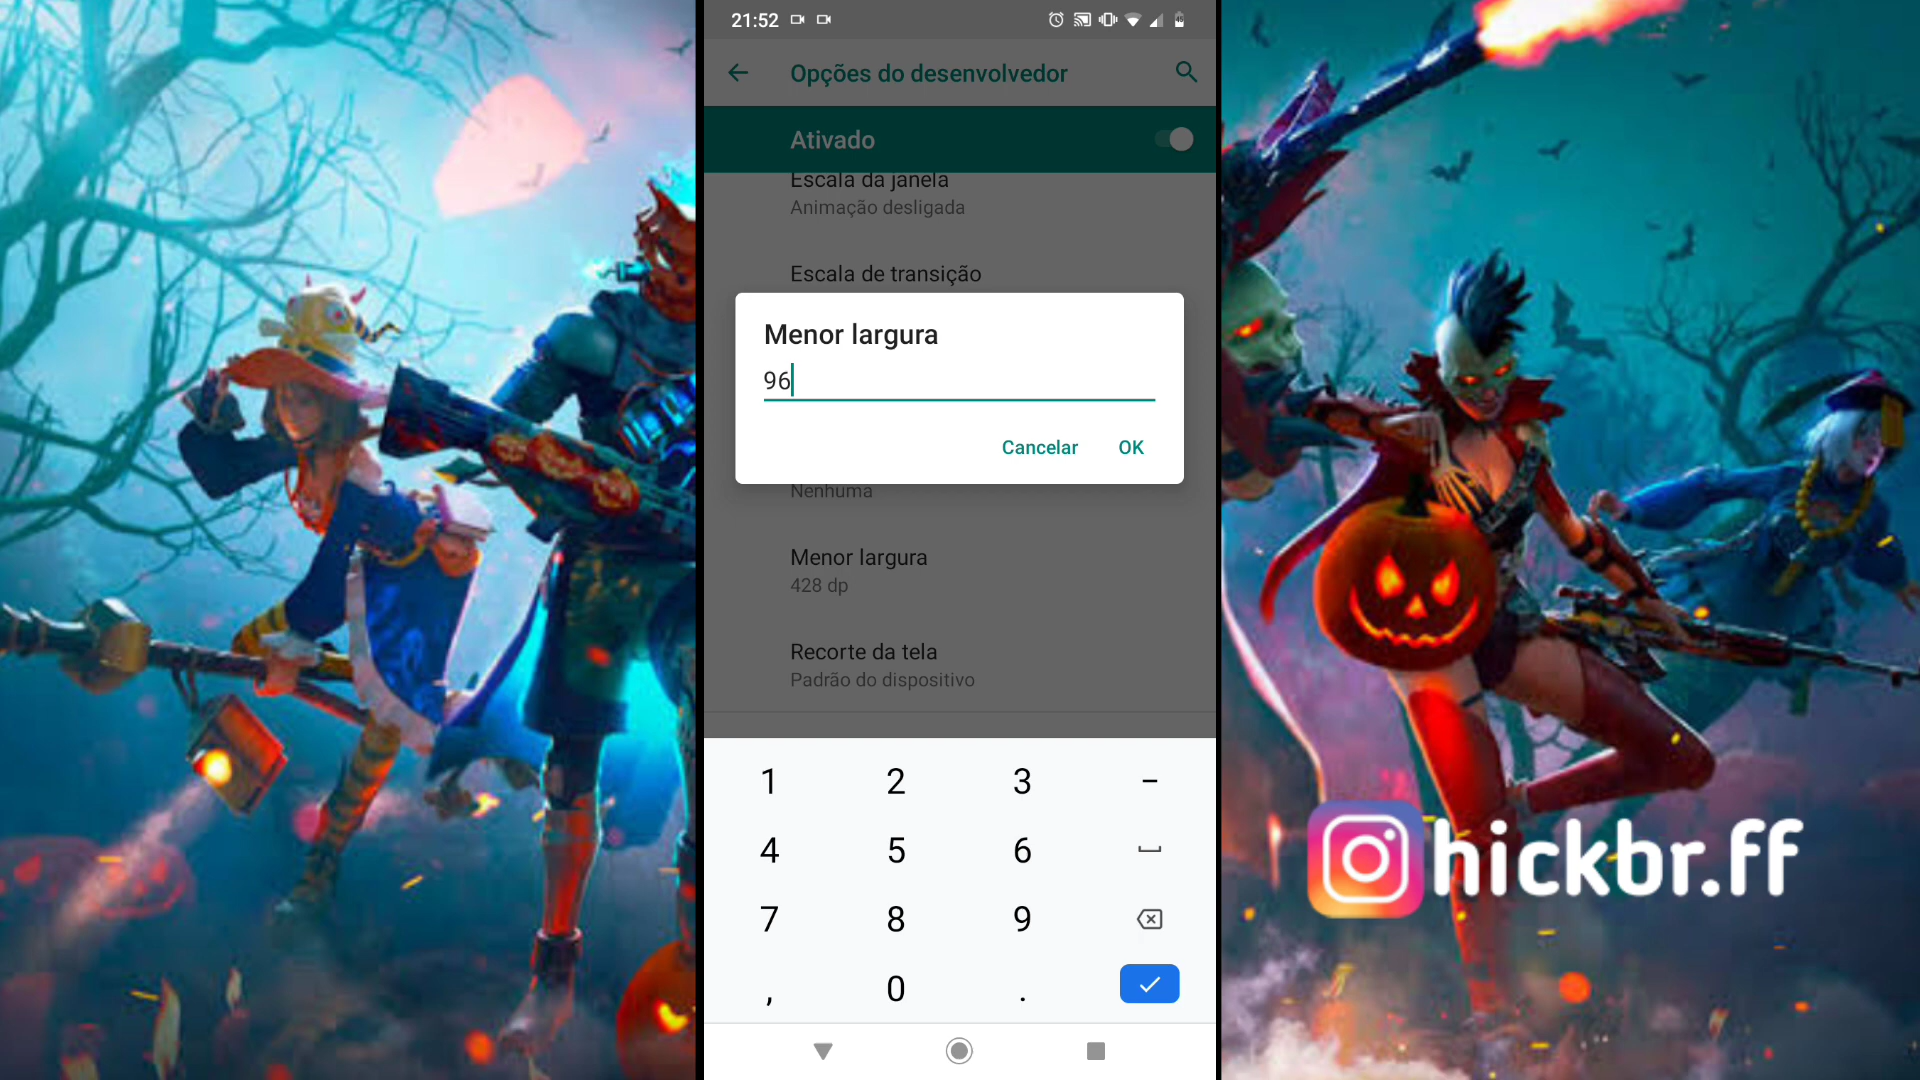 21:52
Opções do desenvolvedor
Ativado
Escala da janela
Animação desligada
Escala de transição
Menor largura
96
Cancelar OK
Nenhuma
Menor largura
428 dp
Recorte da tela
Padrão do dispositivo
1 2 3 -
4 5 6
7 8 9
, 0 .
hickbr.ff